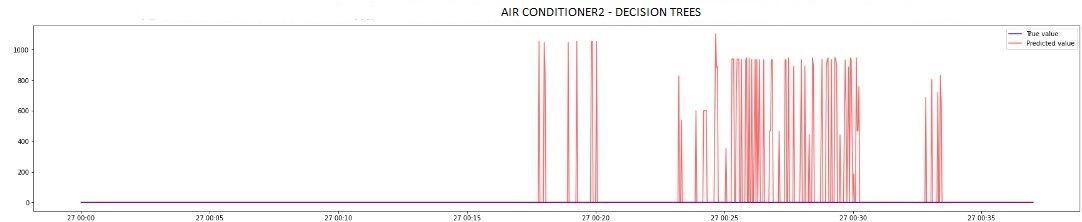 AIR CONDITIONER2 - DECISION TREES
True value
Predicted value
1000
800
600
400
200
0
27 00:00 27 00:05 27 00:10 27 00:15 27 00:20 27 00:25 27 00:30 27 00:35